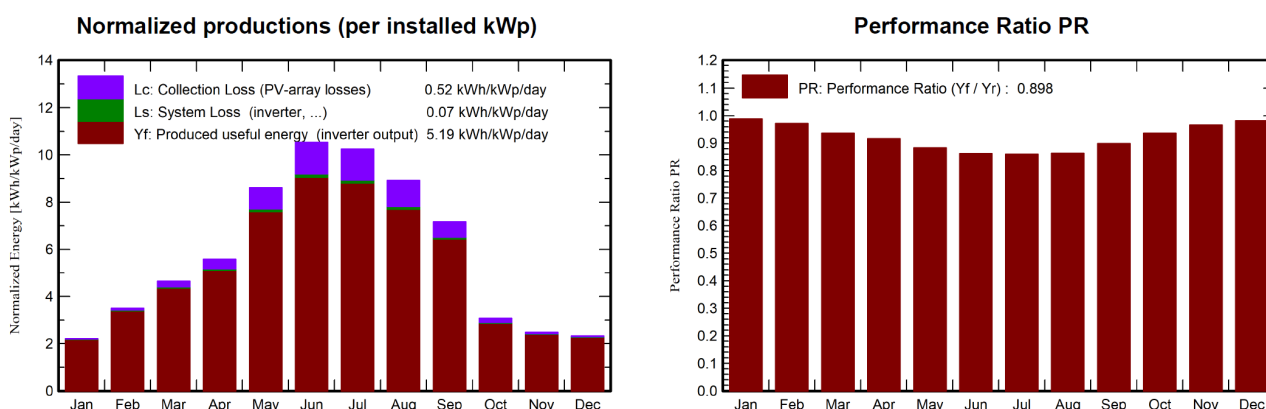 Normalized productions (per installed kWp)
Normalized Energy [kWh/kWp/day]
14
12
10
8
6
4
2
0
Lc: Collection Loss (PV-array losses) 0.52 kWh/kWp/day
Ls: System Loss (inverter, ...) 0.07 kWh/kWp/day
Yf: Produced useful energy (inverter output) 5.19 kWh/kWp/day
Jan Feb Mar Apr May Jun Jul Aug Sep Oct Nov Dec
Performance Ratio PR
Performance Ratio PR
1.2
1.1
1.0
0.9
0.8
0.7
0.6
0.5
0.4
0.3
0.2
0.1
0.0
PR: Performance Ratio (Yf / Yr) : 0.898
Jan Feb Mar Apr May Jun Jul Aug Sep Oct Nov Dec